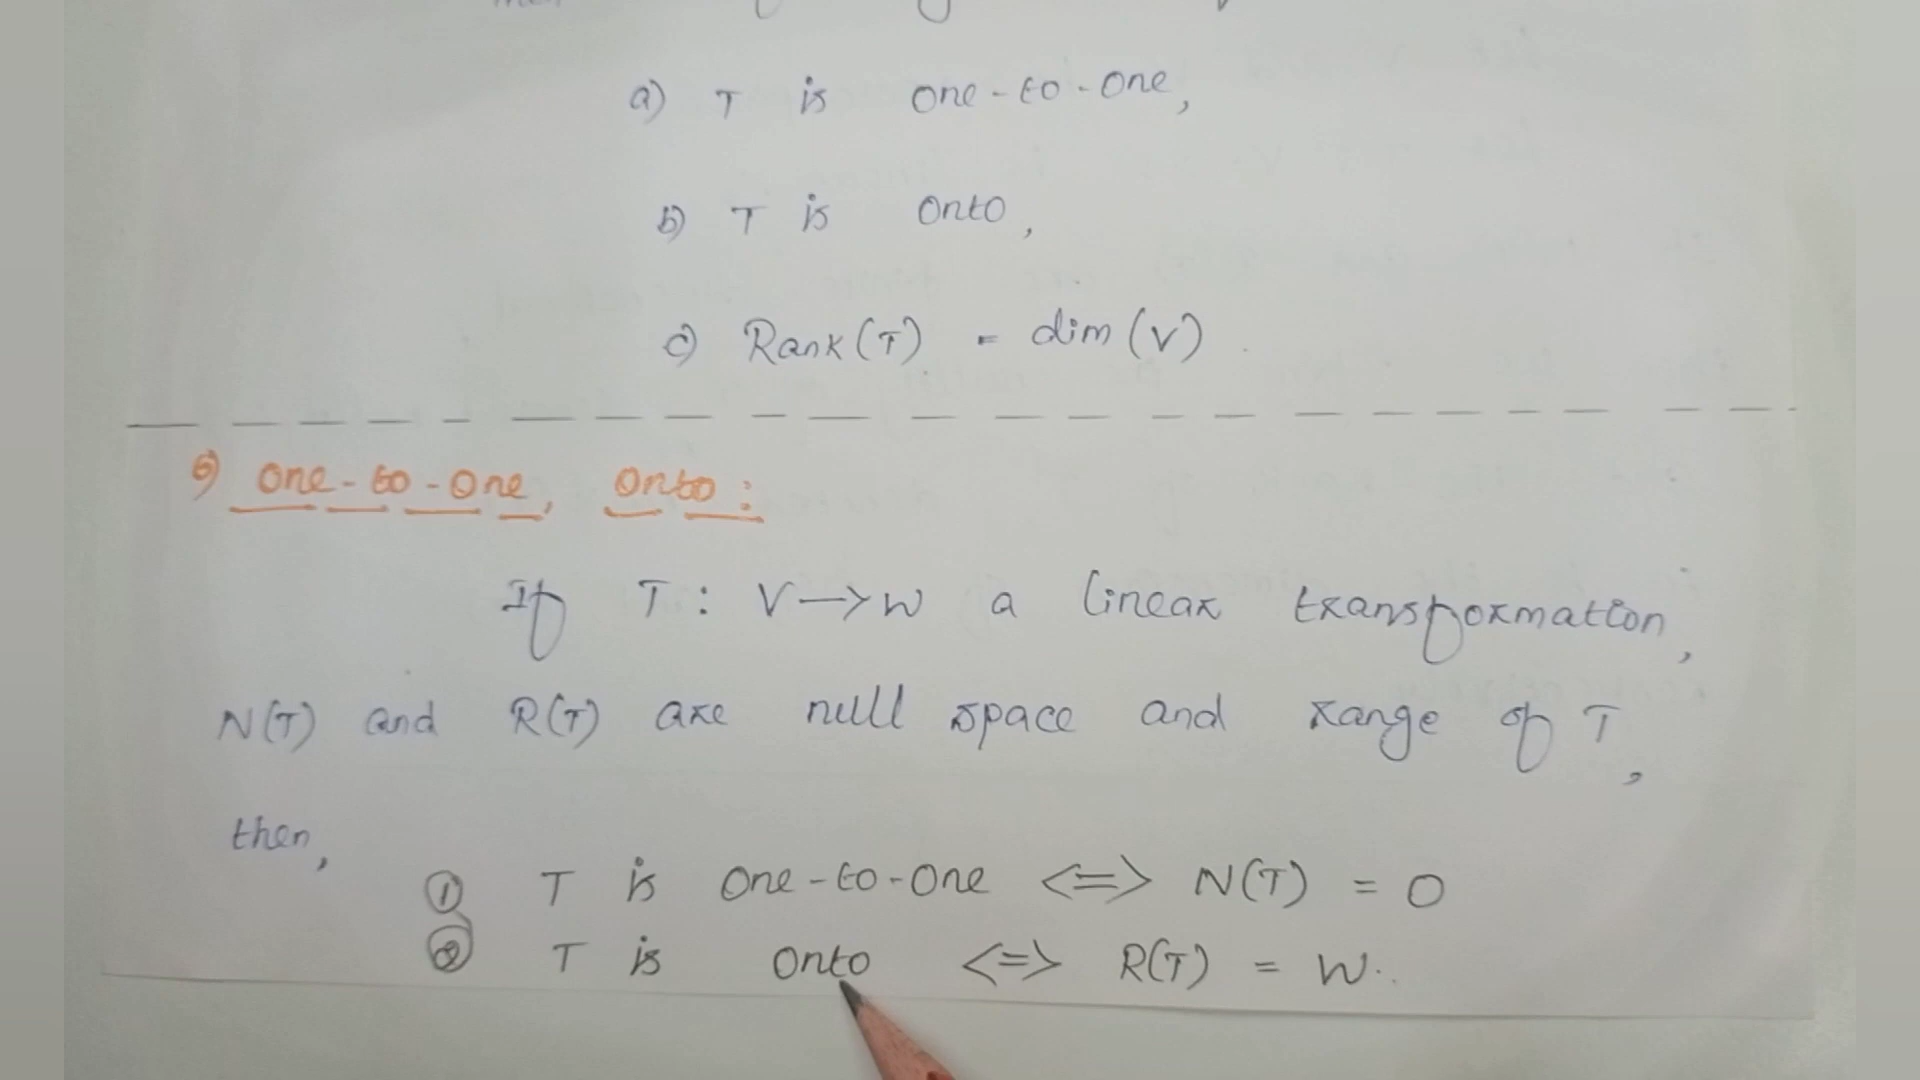 a) T is one-to-one,
b) T is onto,
c) Rank(T) = dim(V)
6) one-to-one, onto:
If T: V→W a linear transformation,
N(T) and R(T) are null space and range of T,
then,
① T is one-to-one <=> N(T) = 0
② T is onto <=> R(T) = W.